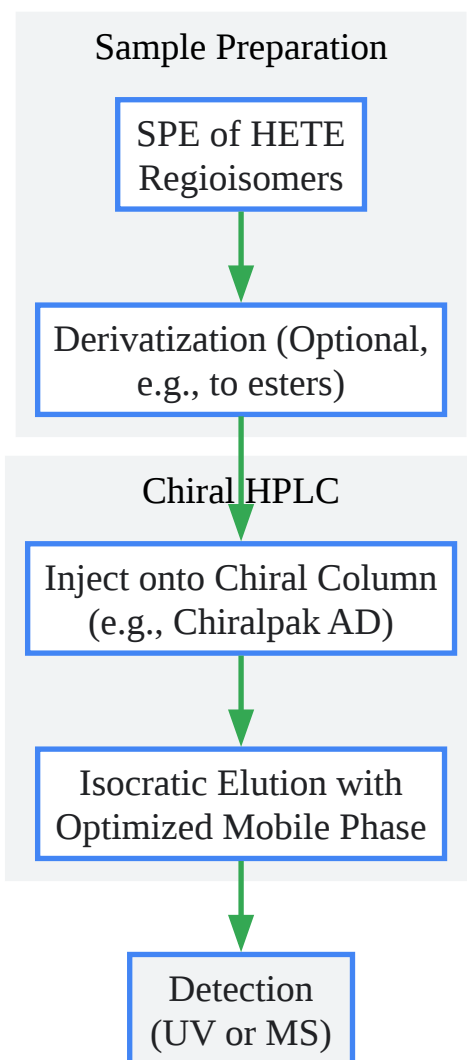 Sample Preparation
SPE of HETE
Regioisomers
Derivatization (Optional,
e.g., to esters)
Chiral HPLC
Inject onto Chiral Column
(e.g., Chiralpak AD)
Isocratic Elution with
Optimized Mobile Phase
Detection
(UV or MS)